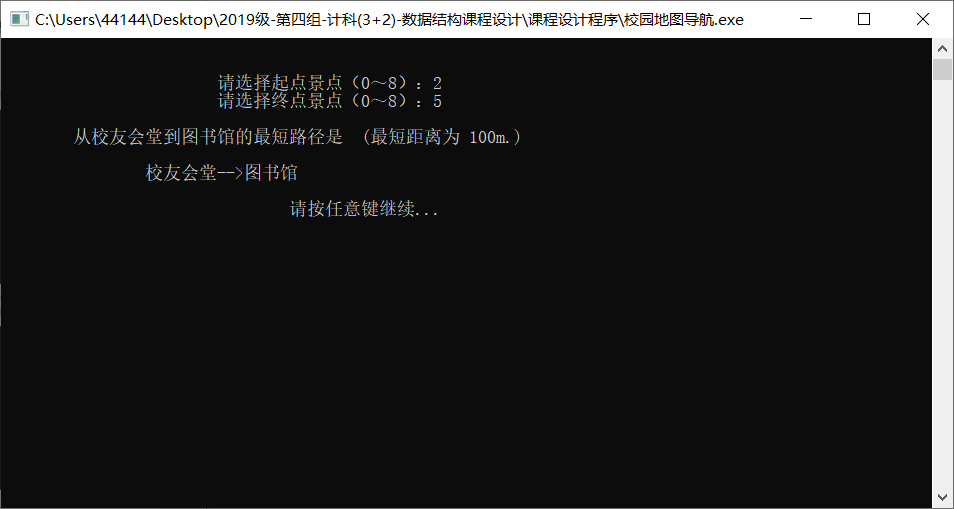 C:\Users\44144\Desktop\2019级-第四组-计科(3+2)-数据结构课程设计\课程设计程序\校园地图导航.exe
请选择起点景点（0～8）：2
请选择终点景点（0～8）：5
从校友会堂到图书馆的最短路径是 （最短距离为 100m.）
校友会堂-->图书馆
请按任意键继续...